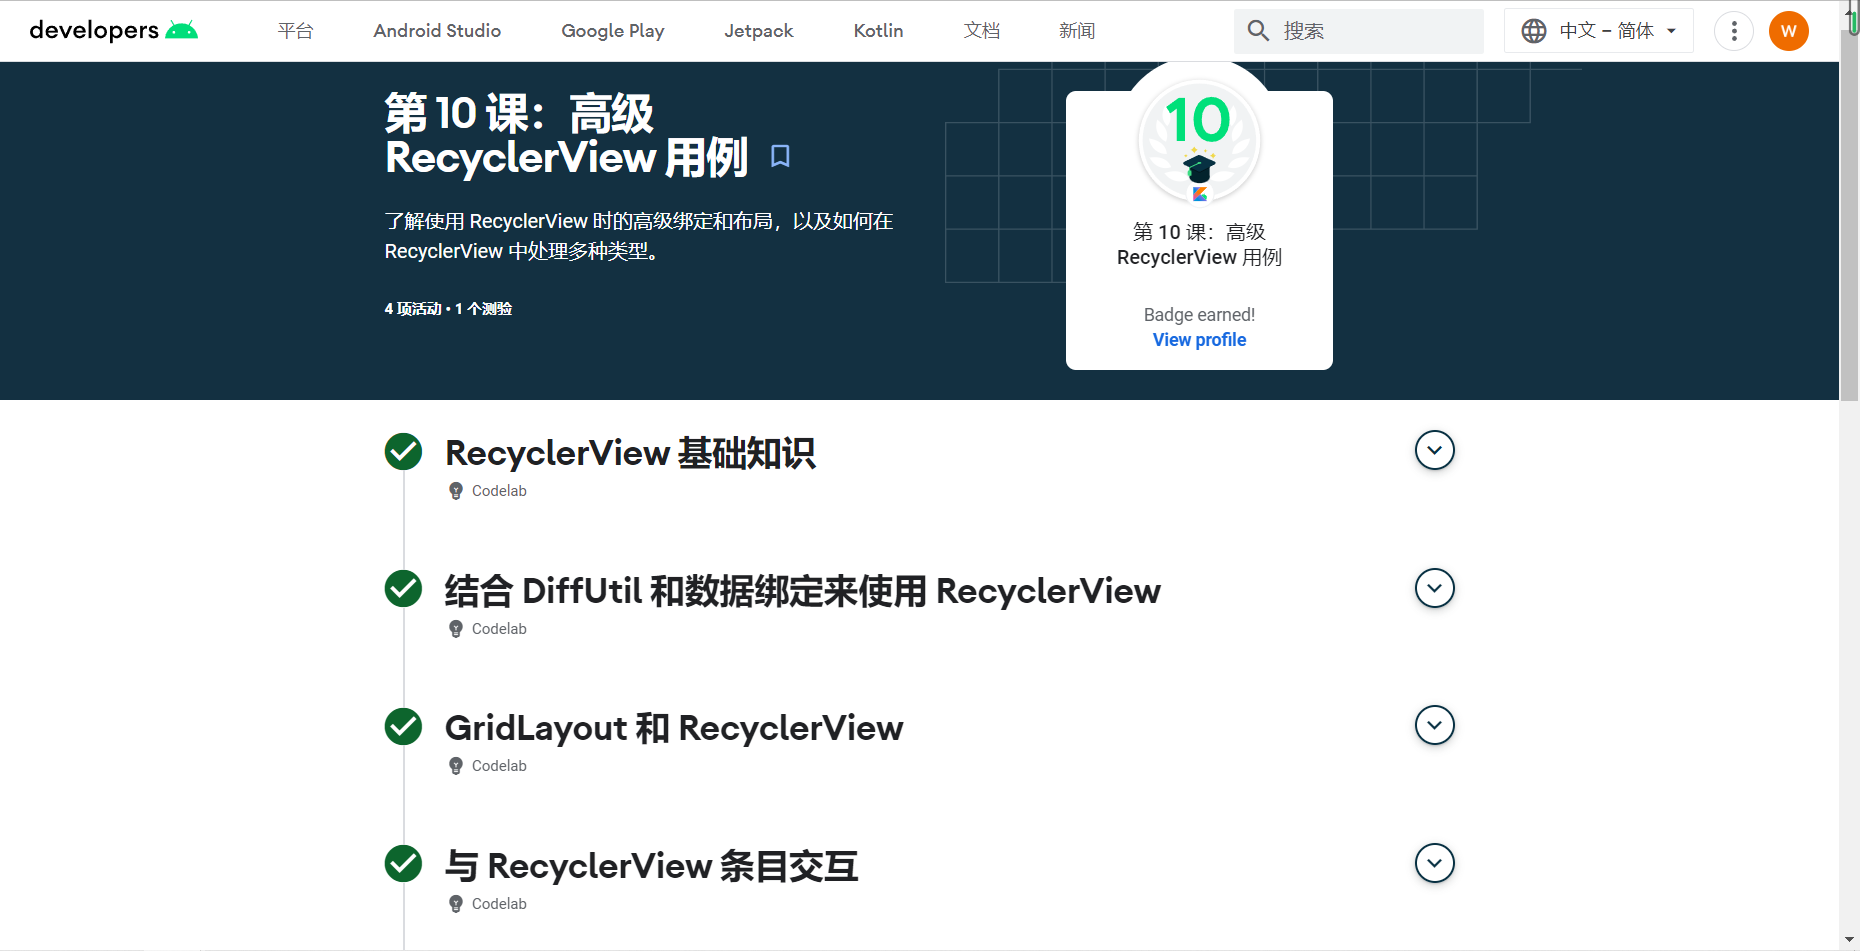 developers
平台
Android Studio
Google Play
Jetpack
Kotlin
文档
新闻
搜索
中文 – 简体
W
第 10 课：高级
RecyclerView 用例
了解使用 RecyclerView 时的高级绑定和布局，以及如何在
RecyclerView 中处理多种类型。
4 项活动 • 1 个测验
10
第 10 课：高级
RecyclerView 用例
Badge earned!
View profile
RecyclerView 基础知识
Codelab
结合 DiffUtil 和数据绑定来使用 RecyclerView
Codelab
GridLayout 和 RecyclerView
Codelab
与 RecyclerView 条目交互
Codelab